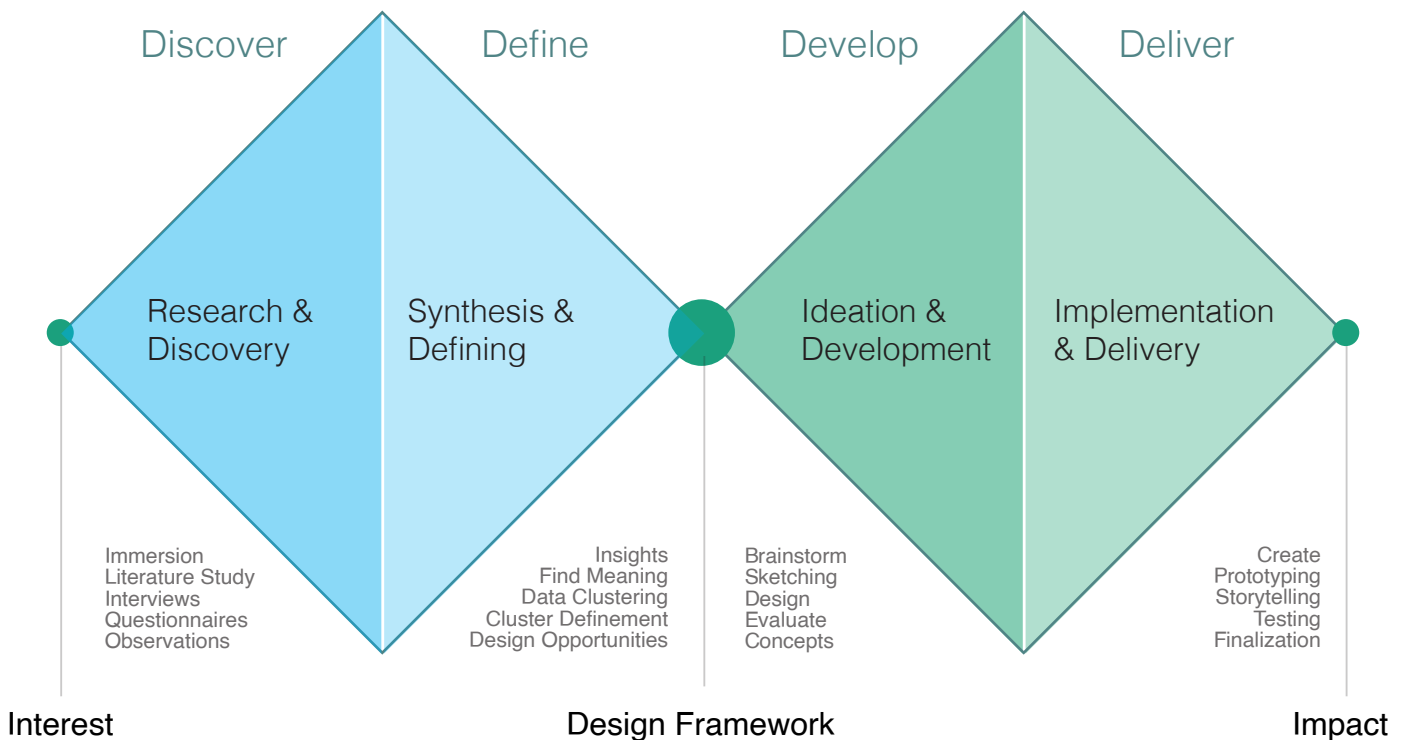 Discover
Define
Develop
Deliver
Research &
Discovery
Synthesis &
Defining
Ideation &
Development
Implementation
& Delivery
Immersion
Literature Study
Interviews
Questionnaires
Observations
Insights
Find Meaning
Data Clustering
Cluster Definement
Design Opportunities
Brainstorm
Sketching
Design
Evaluate
Concepts
Create
Prototyping
Storytelling
Testing
Finalization
Interest
Design Framework
Impact